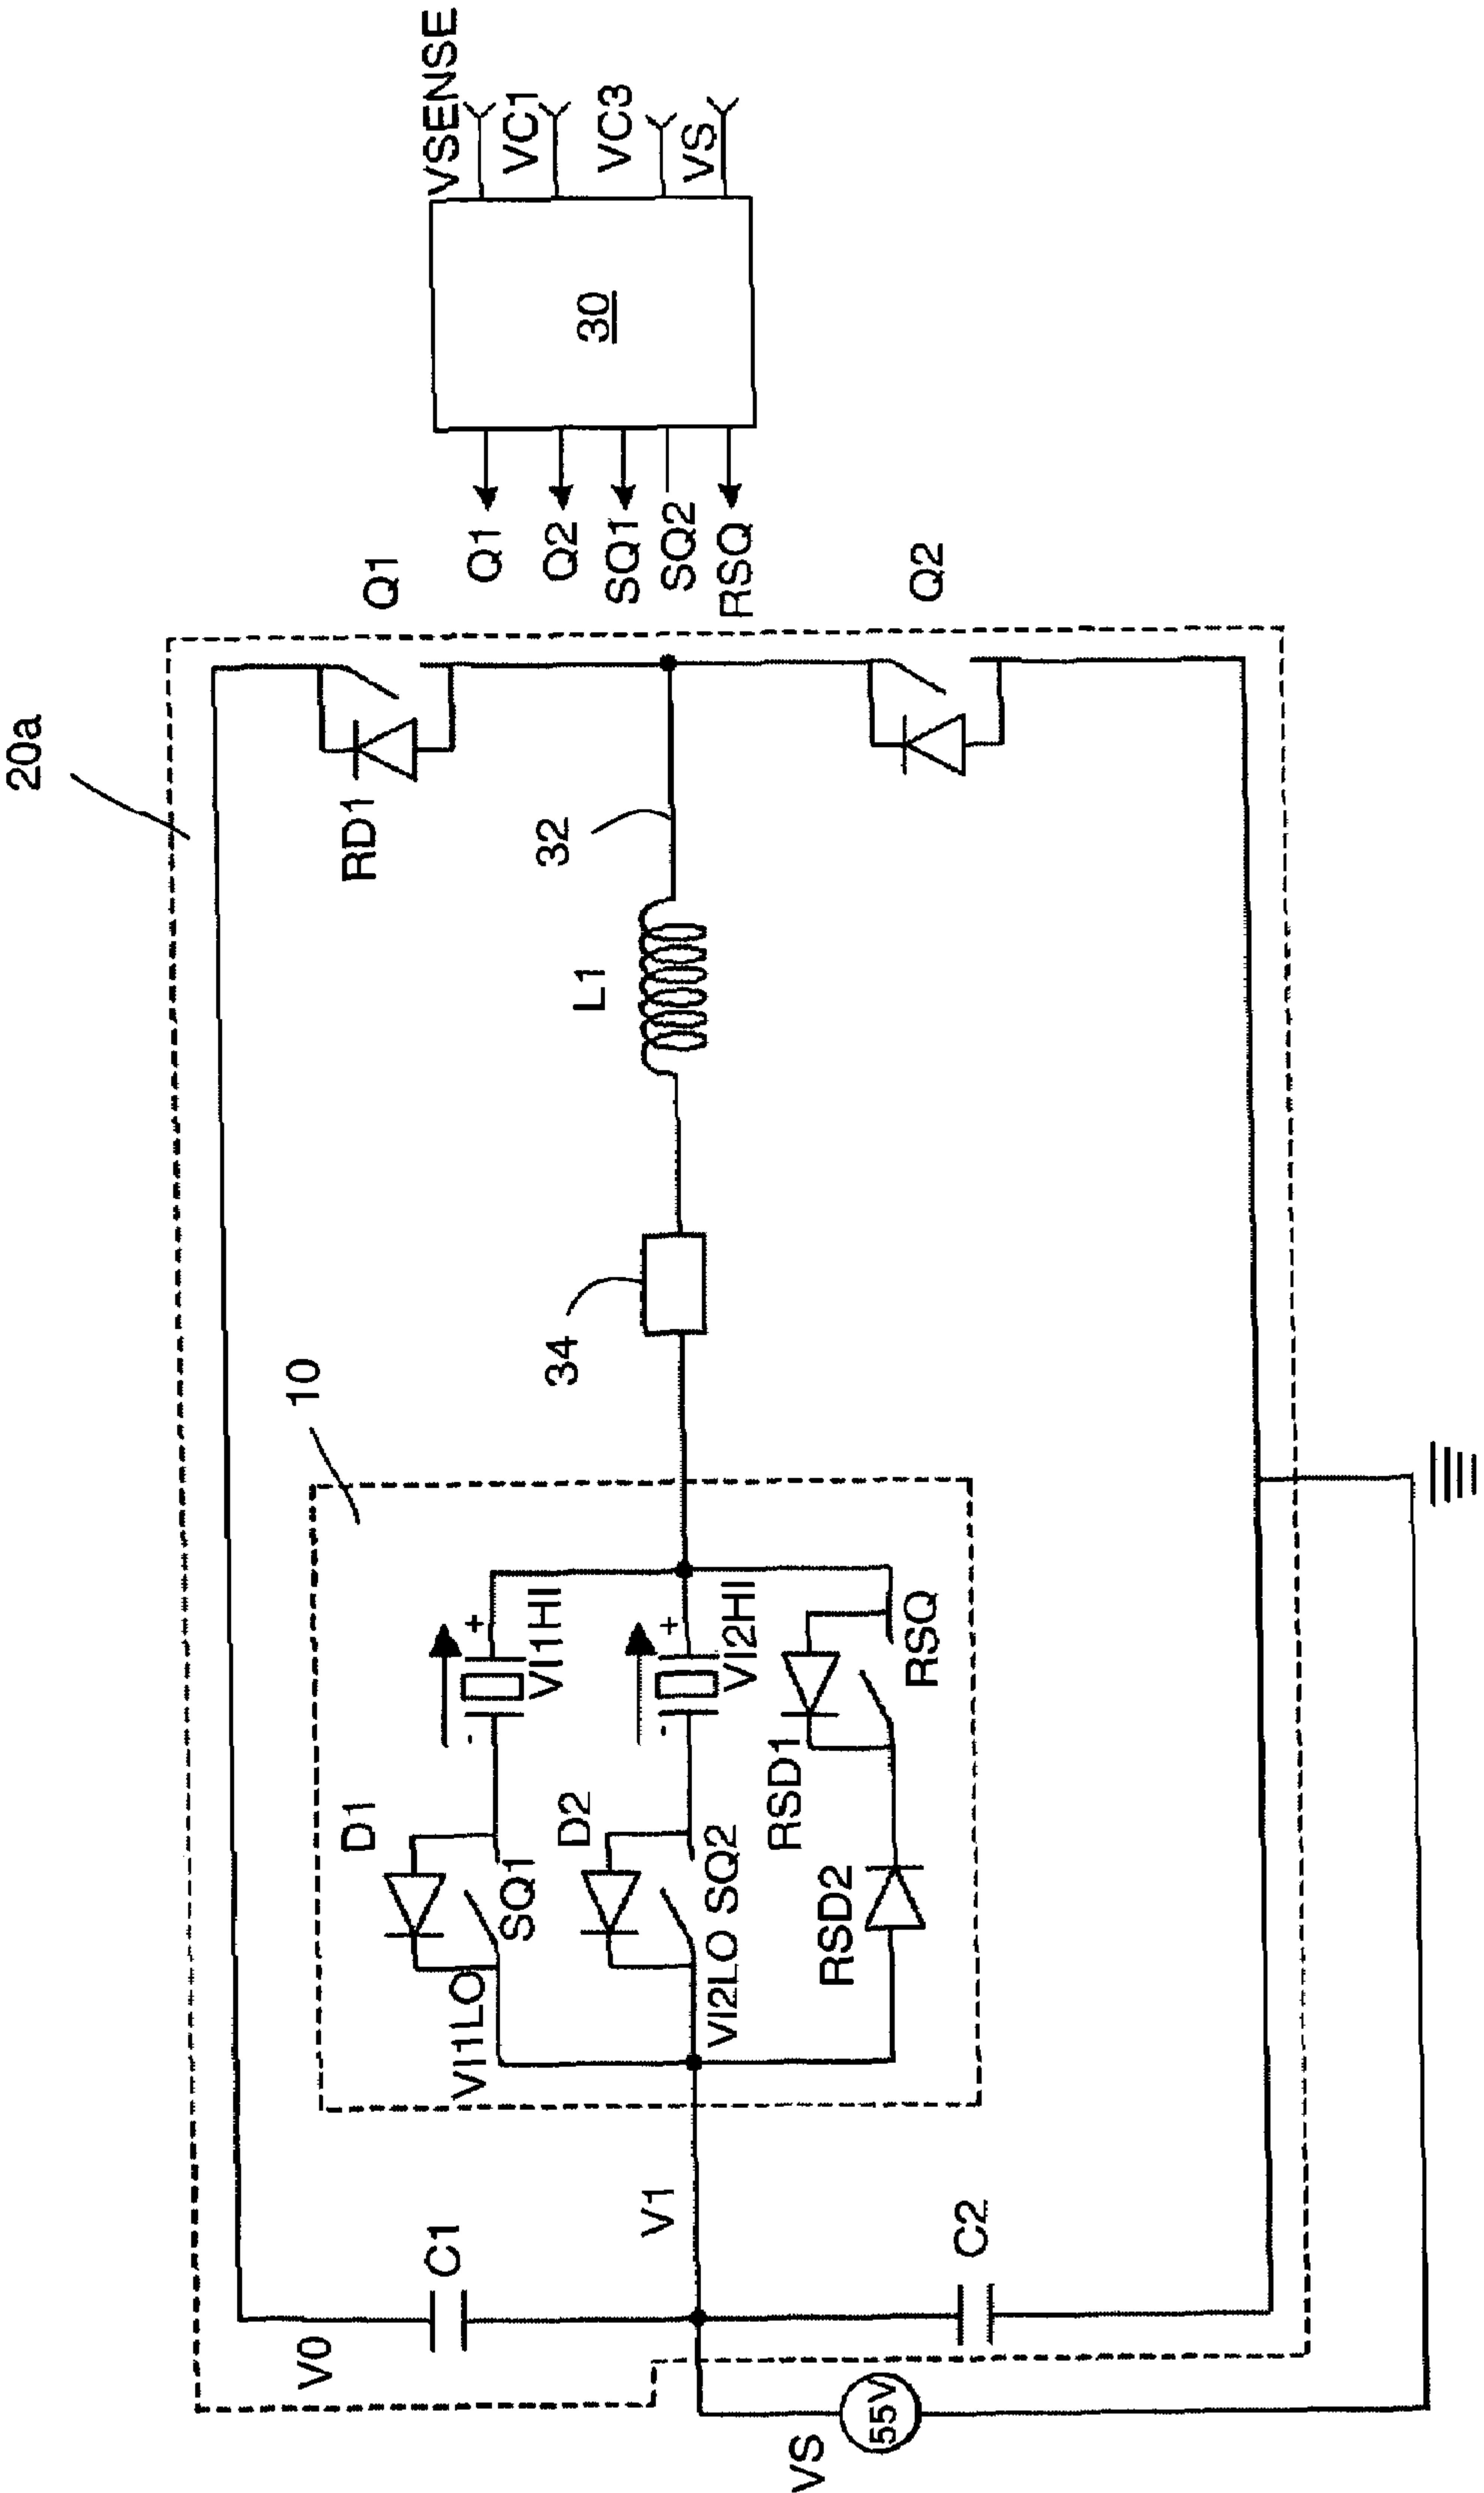 20a
VSENSE
VC1
VC3
VS
30
Q1
Q2
SQ1
SQ2
RSQ
Q1
Q2
RD1
32
L1
34
10
+
VI1HI
-
+
VI2HI
-
RSQ
RSD1
D1
D2
SQ1
VI1LO
VI2LO SQ2
RSD2
V1
C1
C2
V0
VS
55V